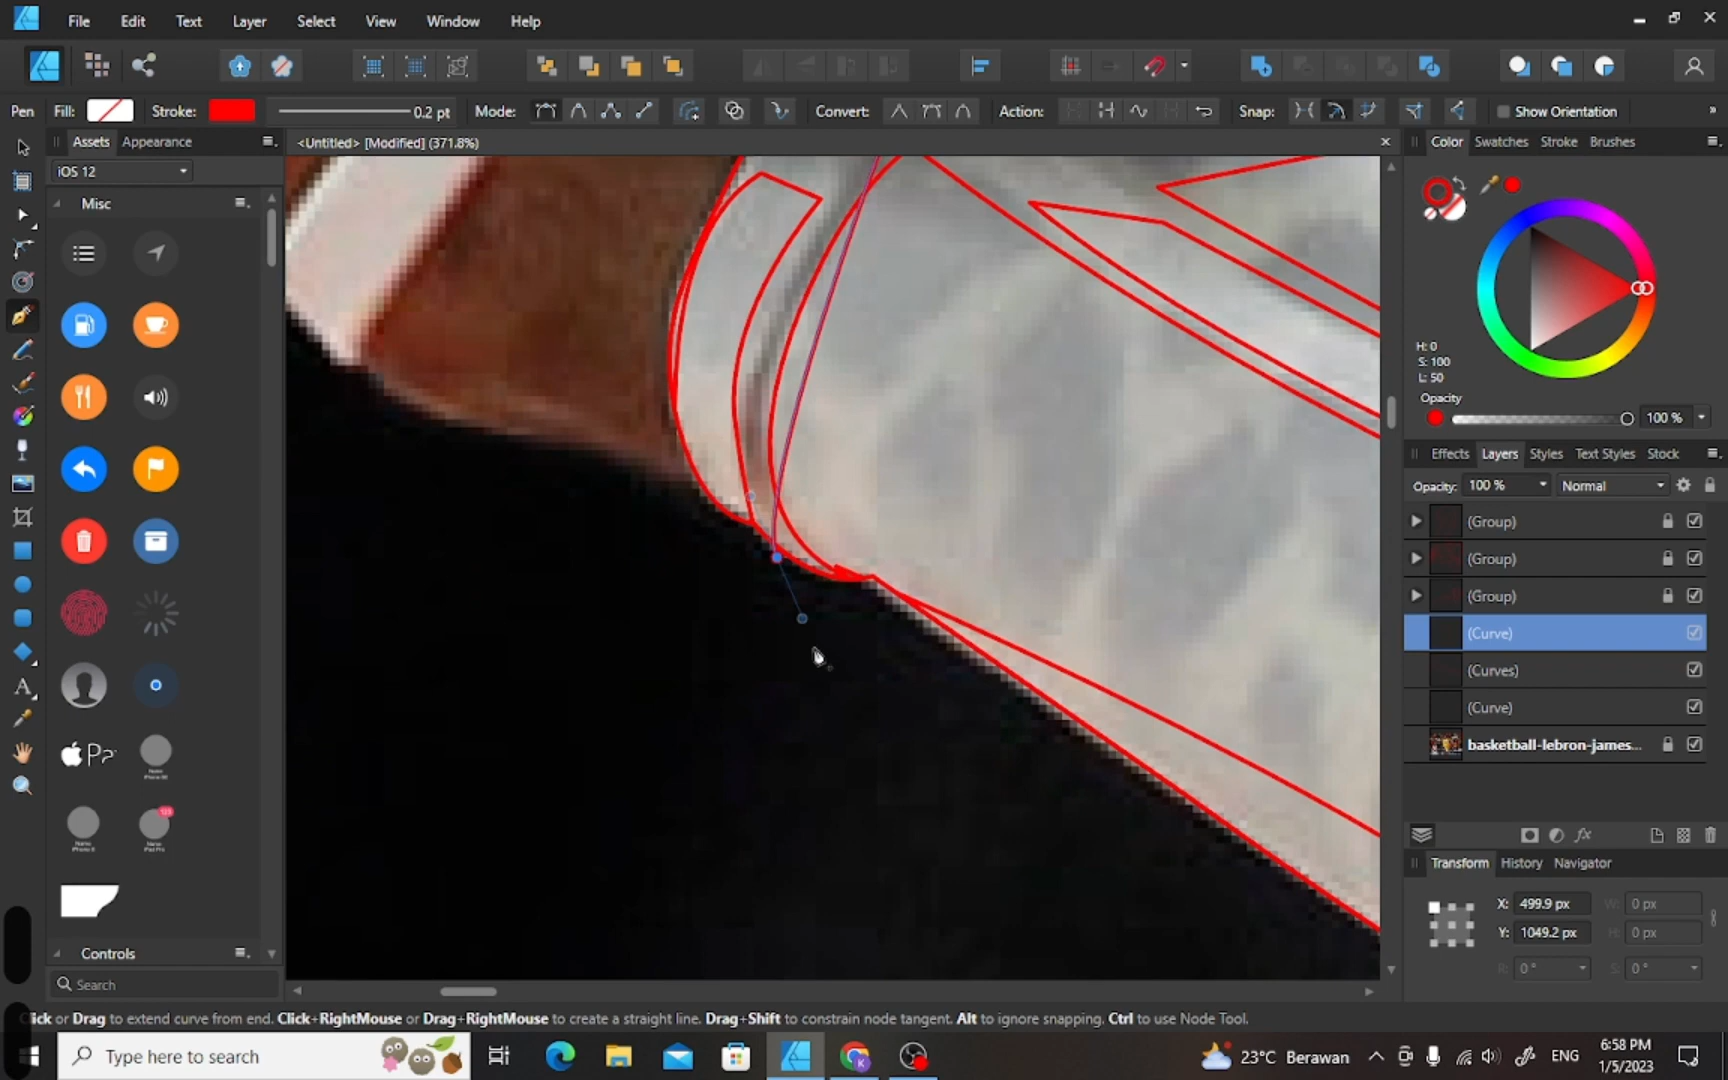 File Edit Text Layer Select View Window Help
Pen Fill: Stroke: 0.2 pt Mode: Convert: Action: Snap: Show Orientation »
Assets Appearance
<Untitled> [Modified] (371.8%)
Color Swatches Stroke Brushes
iOS 12
Misc
H: 0
S: 100
L: 50
Opacity
100 %
Effects Layers Styles Text Styles Stock
Opacity: 100 % Normal
(Group)
(Group)
(Group)
(Curve)
(Curves)
(Curve)
basketball-lebron-james...
Transform History Navigator
X: 499.9 px W: 0 px
Y: 1049.2 px H: 0 px
R: 0 ° S: 0 °
Controls
Search
Click or Drag to extend curve from end. Click+RightMouse or Drag+RightMouse to create a straight line. Drag+Shift to constrain node tangent. Alt to ignore snapping. Ctrl to use Node Tool.
Type here to search
23°C Berawan
ENG
6:58 PM
1/5/2023